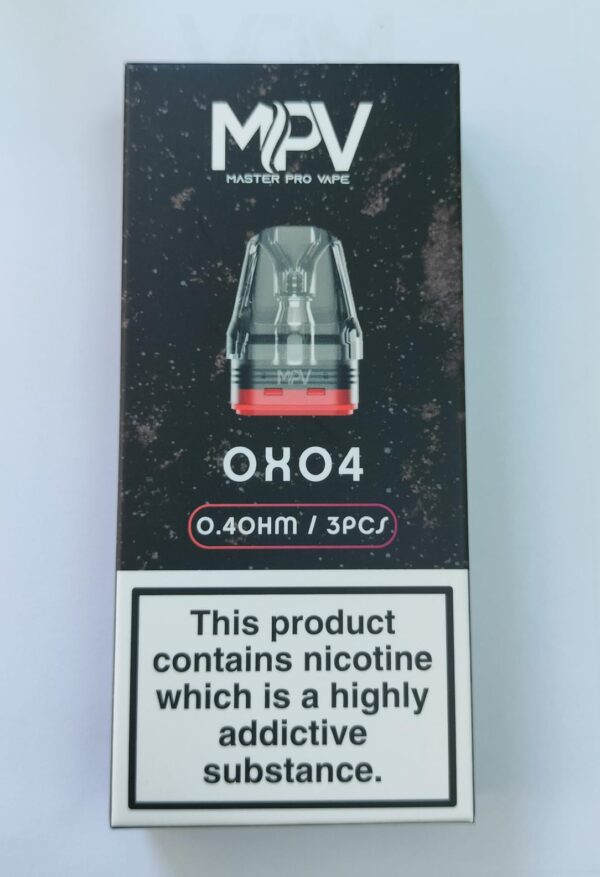 MPV
MASTER PRO VAPE
MPV
OXO4
0.4OHM / 3PCS
This product
contains nicotine
which is a highly
addictive
substance.